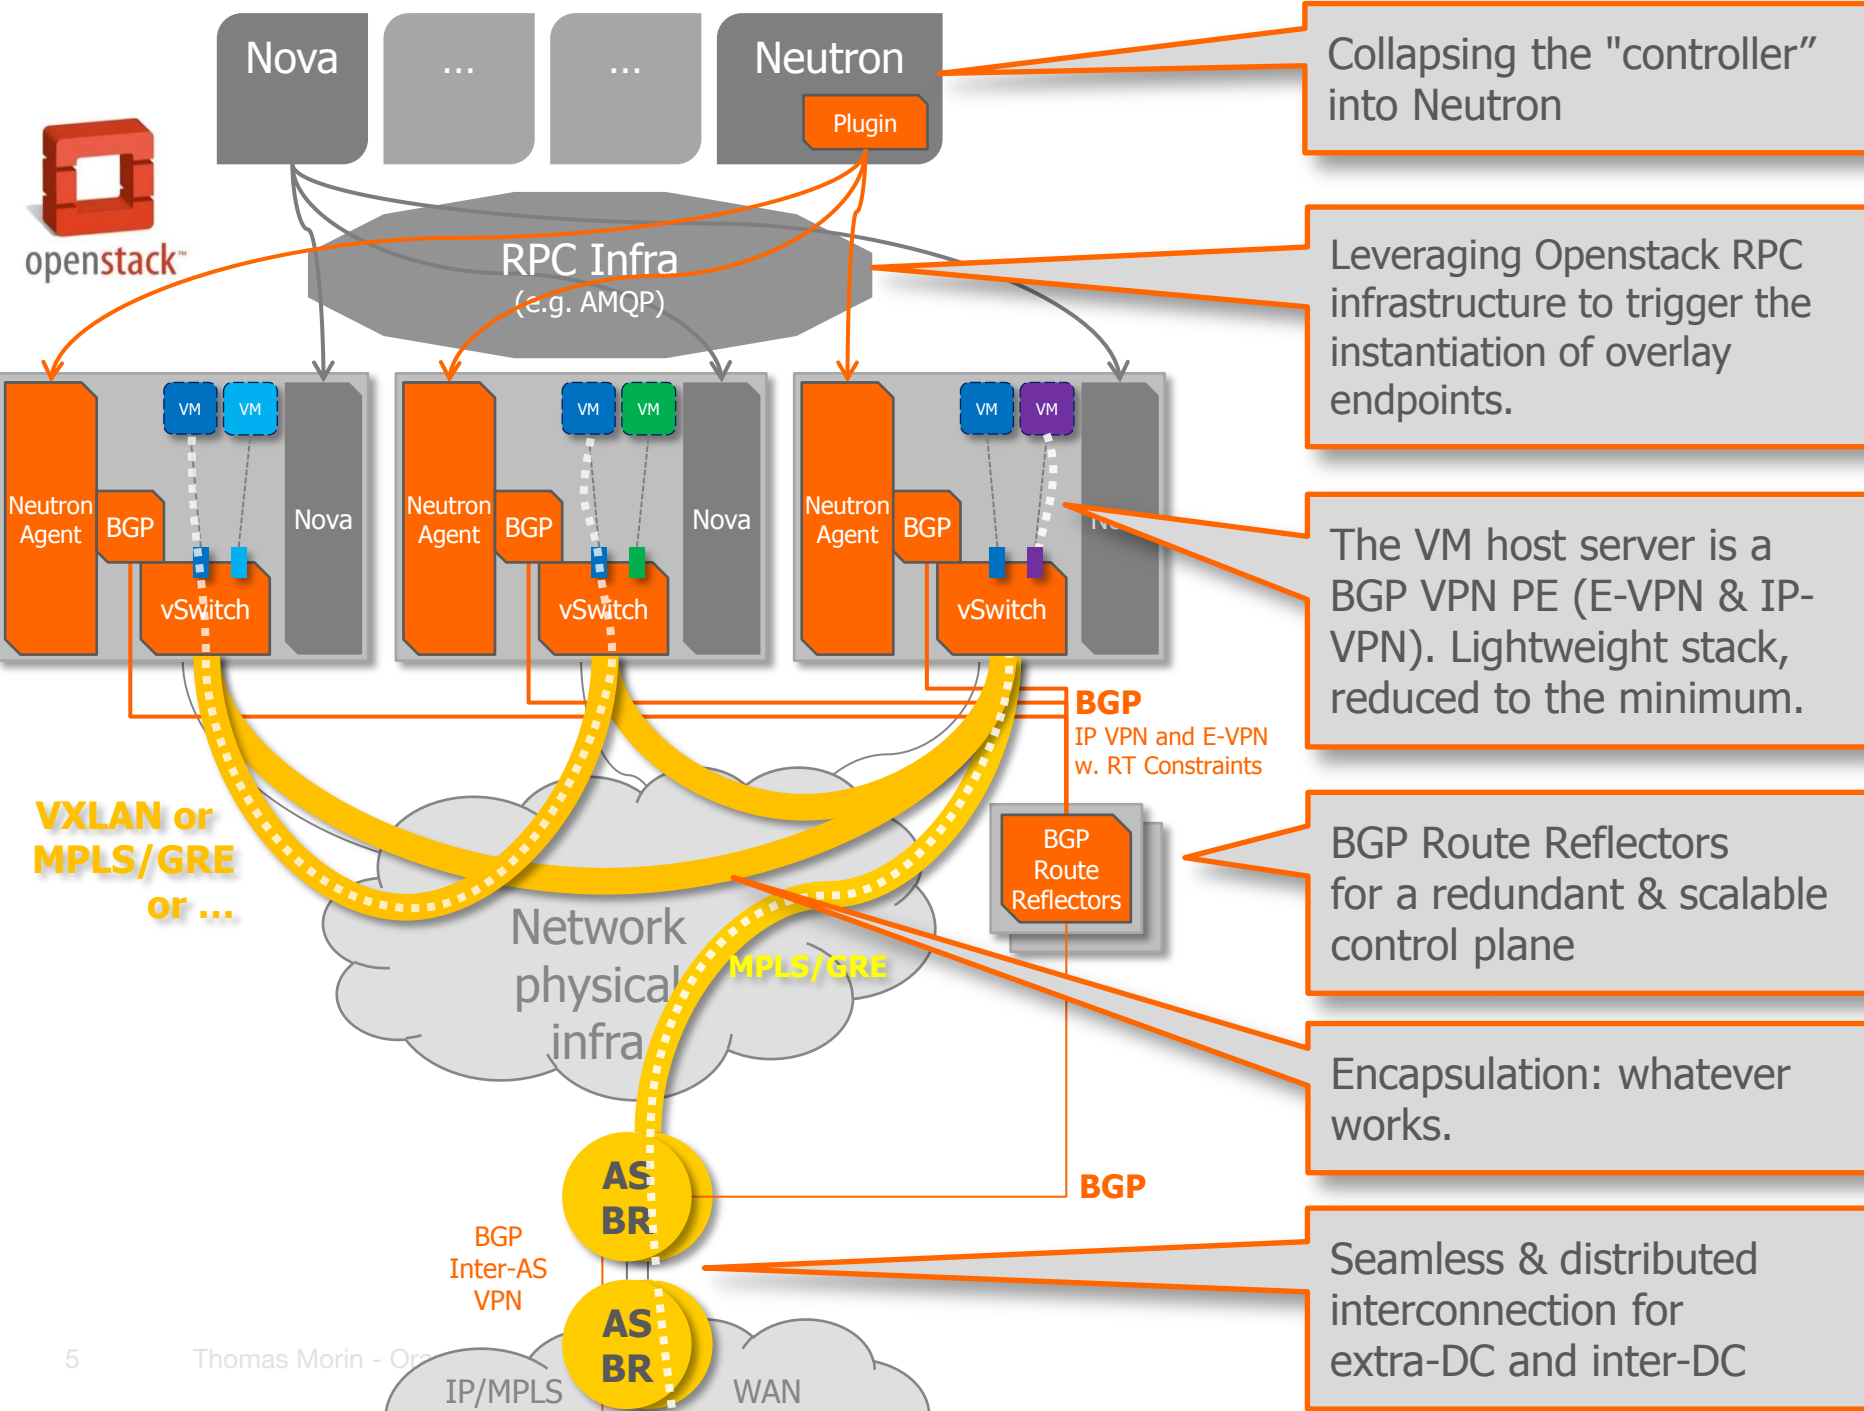 Nova
...
...
Neutron
Plugin
Collapsing the "controller”
into Neutron
openstack™
RPC Infra
(e.g. AMQP)
Leveraging Openstack RPC
infrastructure to trigger the
instantiation of overlay
endpoints.
Neutron
Agent
BGP
VM
VM
vSwitch
Nova
Neutron
Agent
BGP
VM
VM
vSwitch
Nova
Neutron
Agent
BGP
VM
VM
vSwitch
The VM host server is a
BGP VPN PE (E-VPN & IP-
VPN). Lightweight stack,
reduced to the minimum.
BGP
IP VPN and E-VPN
w. RT Constraints
VXLAN or
MPLS/GRE
or ...
BGP
Route
Reflectors
BGP Route Reflectors
for a redundant & scalable
control plane
Network
physical
infra
MPLS/GRE
Encapsulation: whatever
works.
AS
BR
BGP
BGP
Inter-AS
VPN
Seamless & distributed
interconnection for
extra-DC and inter-DC
AS
BR
5
Thomas Morin -
IP/MPLS
WAN